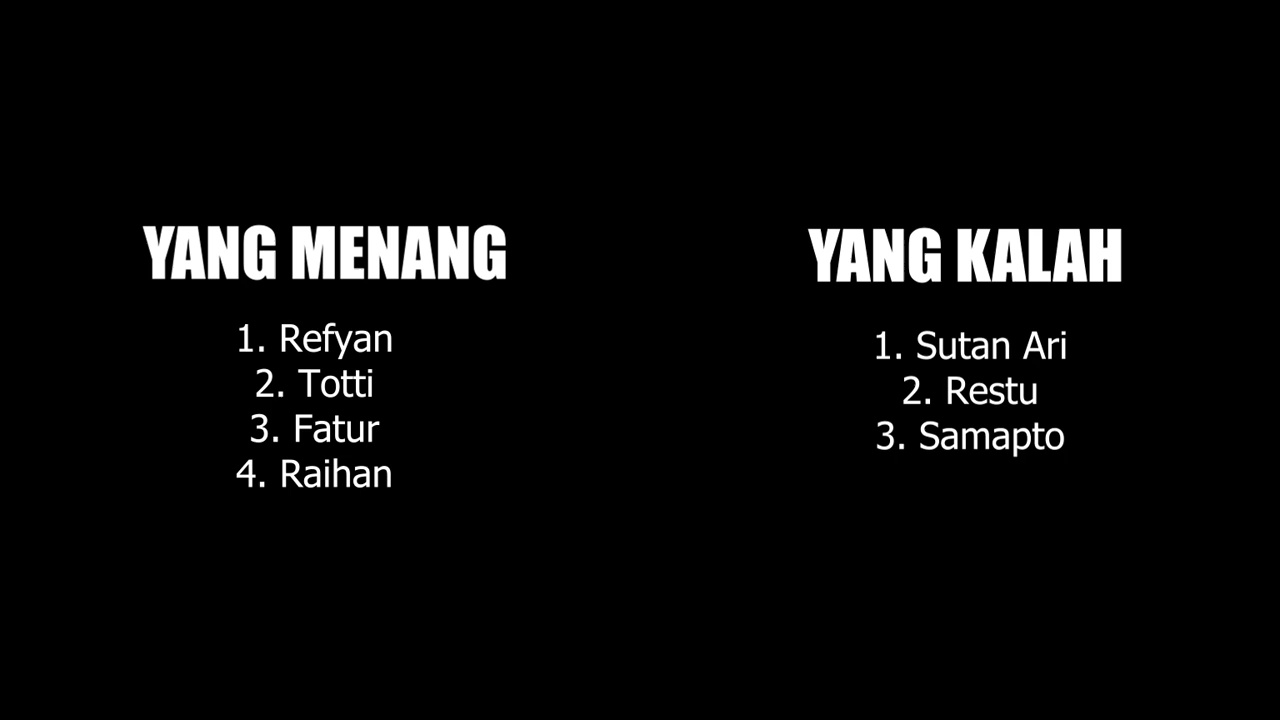 YANG MENANG
1. Refyan
2. Totti
3. Fatur
4. Raihan
YANG KALAH
1. Sutan Ari
2. Restu
3. Samapto